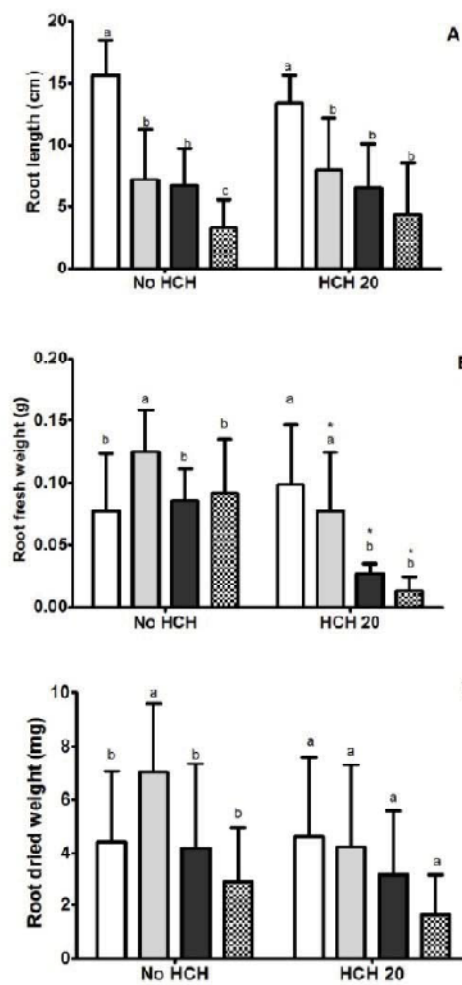 A
Root length (cm)
20
15
10
5
0
a
b
b
c
a
b
b
b
No HCH
HCH 20
Root fresh weight (g)
0.20
0.15
0.10
0.05
0.00
b
a
b
b
a
*
a
*
b
*
b
No HCH
HCH 20
Root dried weight (mg)
10
8
6
4
2
0
b
a
b
b
a
a
a
a
No HCH
HCH 20